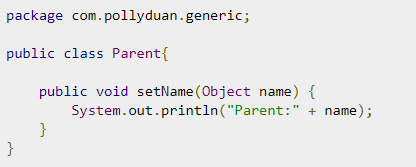 package com.pollyduan.generic;
public class Parent{
    public void setName(Object name) {
        System.out.println("Parent:" + name);
    }
}